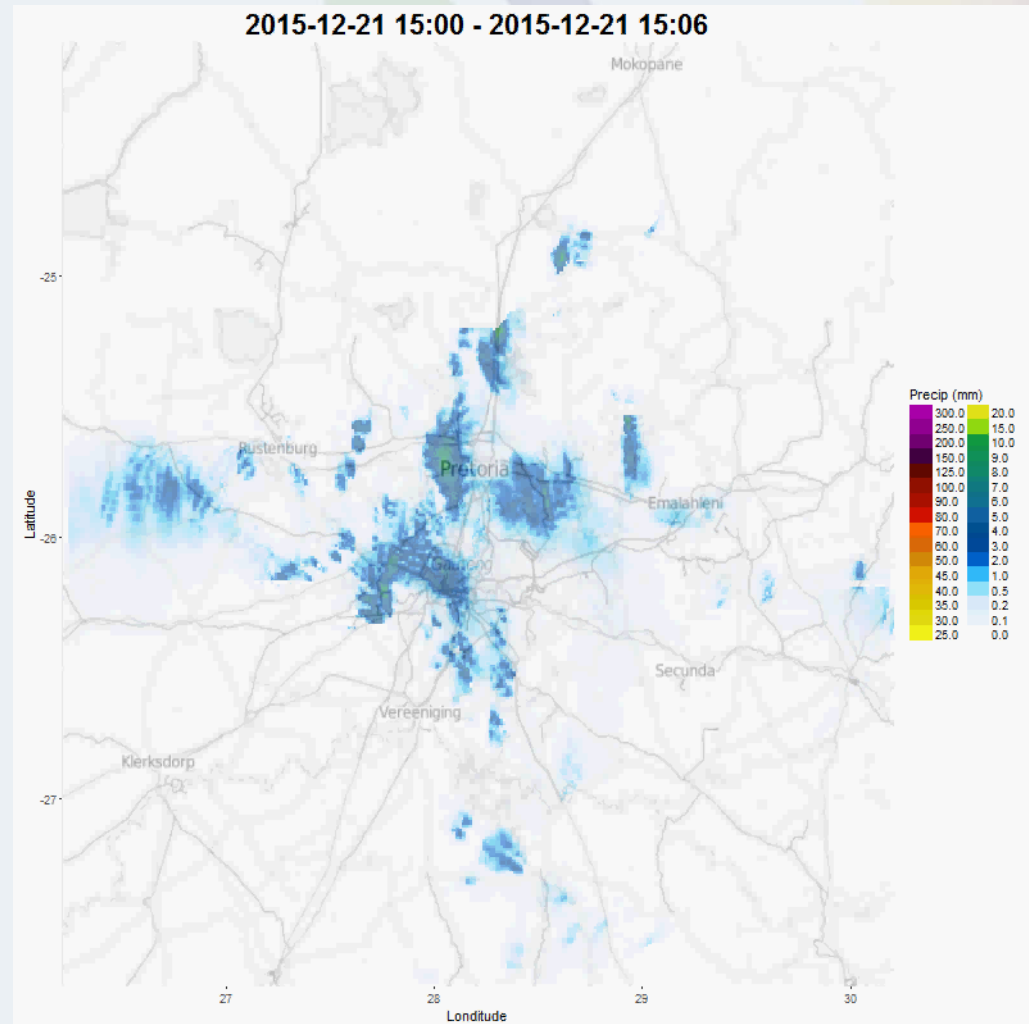 2015-12-21 15:00 - 2015-12-21 15:06
Mokopane
-25
Rustenburg
Pretoria
Emalahleni
-26
Gauteng
Secunda
Vereeniging
Klerksdorp
-27
27 28 29 30
Londitude
Latitude
Precip (mm)
300.0 20.0
250.0 15.0
200.0 10.0
150.0 9.0
125.0 8.0
100.0 7.0
90.0 6.0
80.0 5.0
70.0 4.0
60.0 3.0
50.0 2.0
45.0 1.0
40.0 0.5
35.0 0.2
30.0 0.1
25.0 0.0